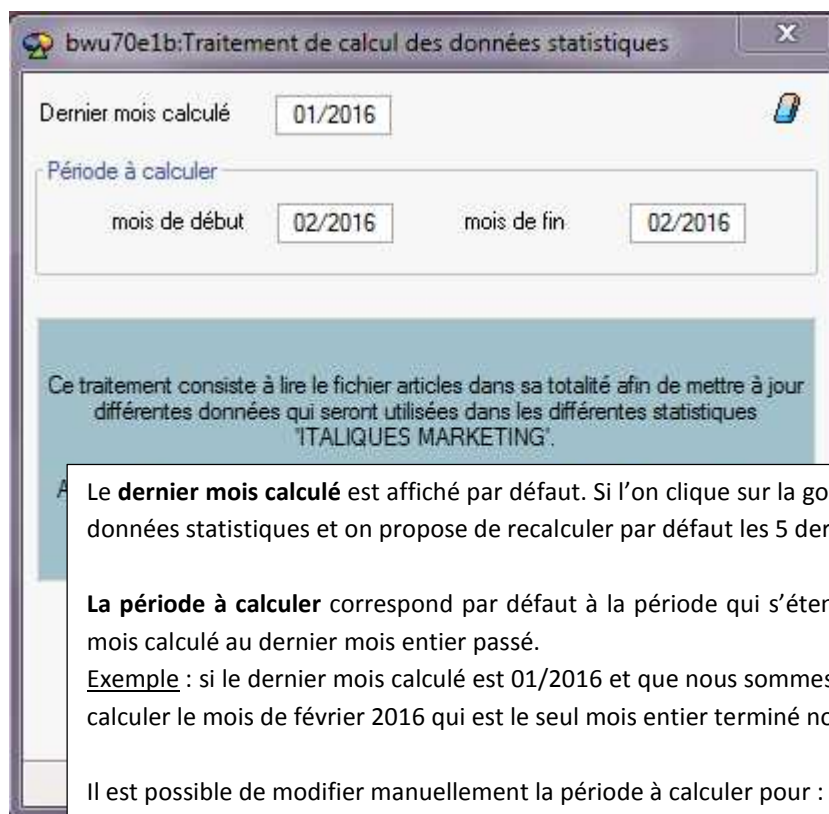 bwu70e1b:Traitement de calcul des données statistiques
Dernier mois calculé 01/2016
Période à calculer
mois de début 02/2016 mois de fin 02/2016
Ce traitement consiste à lire le fichier articles dans sa totalité afin de mettre à jour
différentes données qui seront utilisées dans les différentes statistiques
"ITALIQUES MARKETING".
Le dernier mois calculé est affiché par défaut. Si l’on clique sur la
données statistiques et on propose de recalculer par défaut les 5
La période à calculer correspond par défaut à la période qui
mois calculé au dernier mois entier passé.
Exemple : si le dernier mois calculé est 01/2016 et que nous sommes
calculer le mois de février 2016 qui est le seul mois entier terminé
Il est possible de modifier manuellement la période à calculer pour :